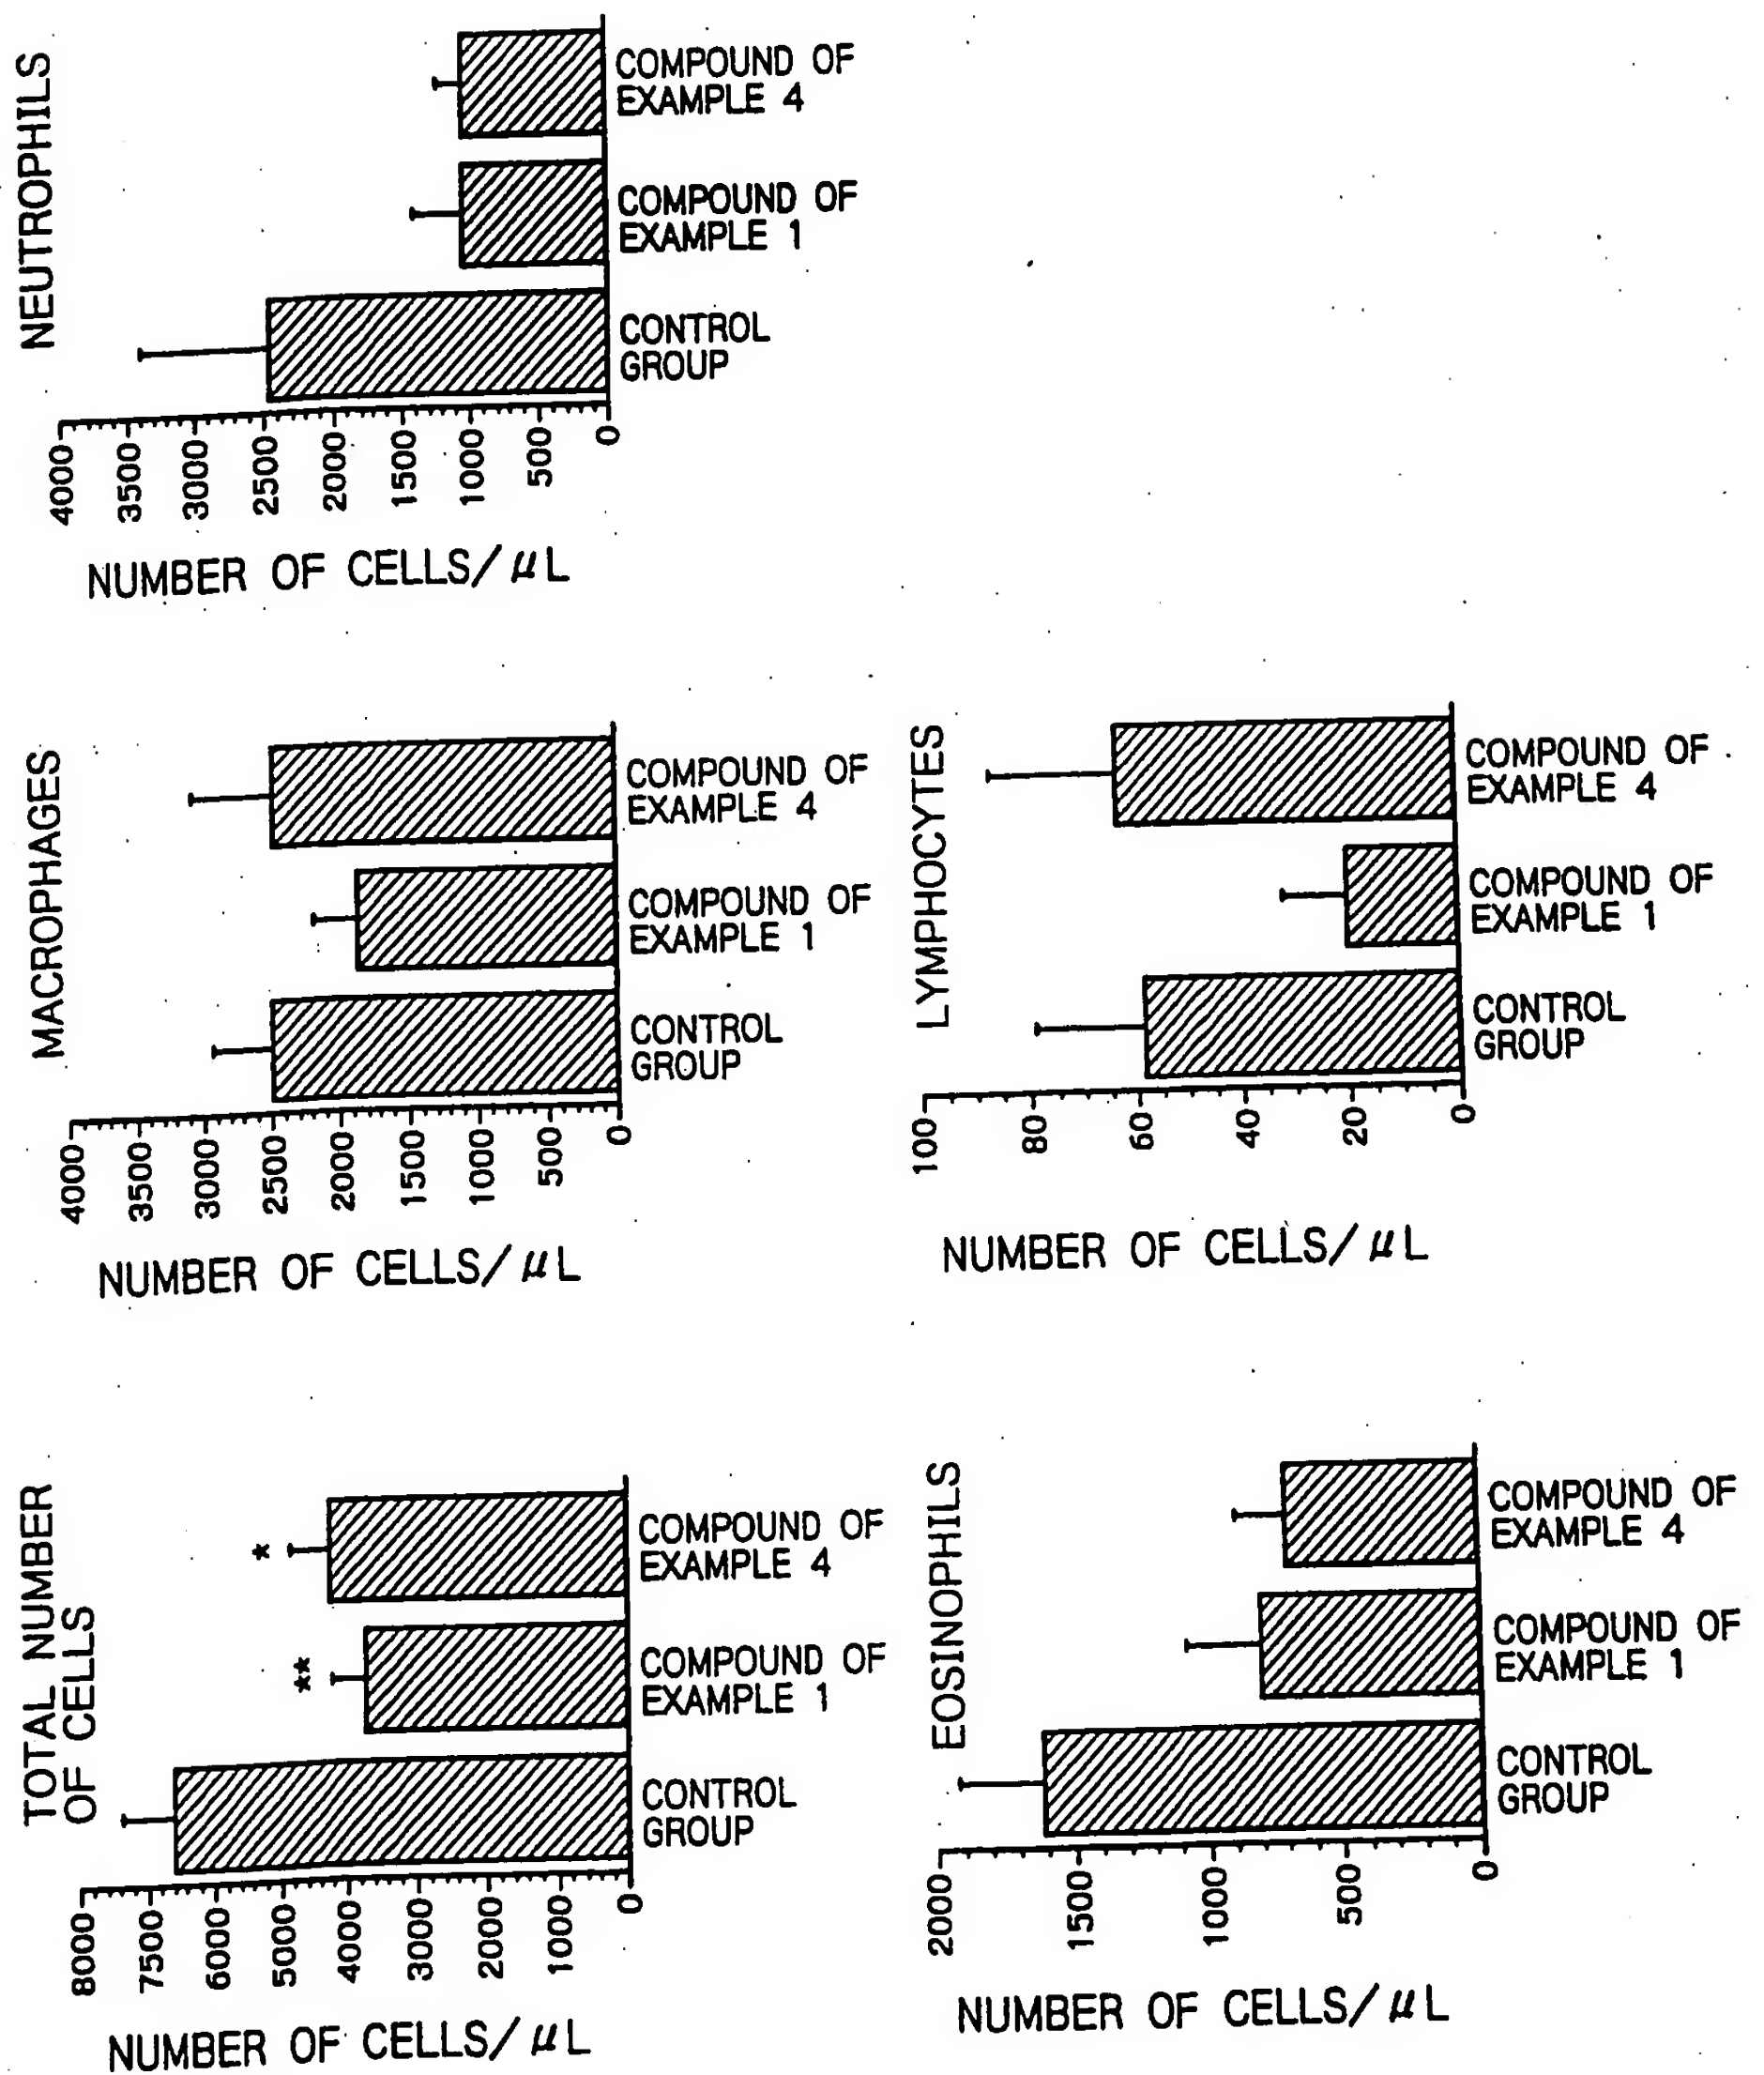 TOTAL NUMBER
OF CELLS
NUMBER OF CELLS/μL
8000
7500
6000
5000
4000
3000
2000
1000
0
**
*
CONTROL
GROUP
COMPOUND OF
EXAMPLE 1
COMPOUND OF
EXAMPLE 4
MACROPHAGES
NUMBER OF CELLS/μL
4000
3500
3000
2500
2000
1500
1000
500
0
CONTROL
GROUP
COMPOUND OF
EXAMPLE 1
COMPOUND OF
EXAMPLE 4
NEUTROPHILS
NUMBER OF CELLS/μL
4000
3500
3000
2500
2000
1500
1000
500
0
CONTROL
GROUP
COMPOUND OF
EXAMPLE 1
COMPOUND OF
EXAMPLE 4
EOSINOPHILS
NUMBER OF CELLS/μL
2000
1500
1000
500
0
CONTROL
GROUP
COMPOUND OF
EXAMPLE 1
COMPOUND OF
EXAMPLE 4
LYMPHOCYTES
NUMBER OF CELLS/μL
100
80
60
40
20
0
CONTROL
GROUP
COMPOUND OF
EXAMPLE 1
COMPOUND OF
EXAMPLE 4